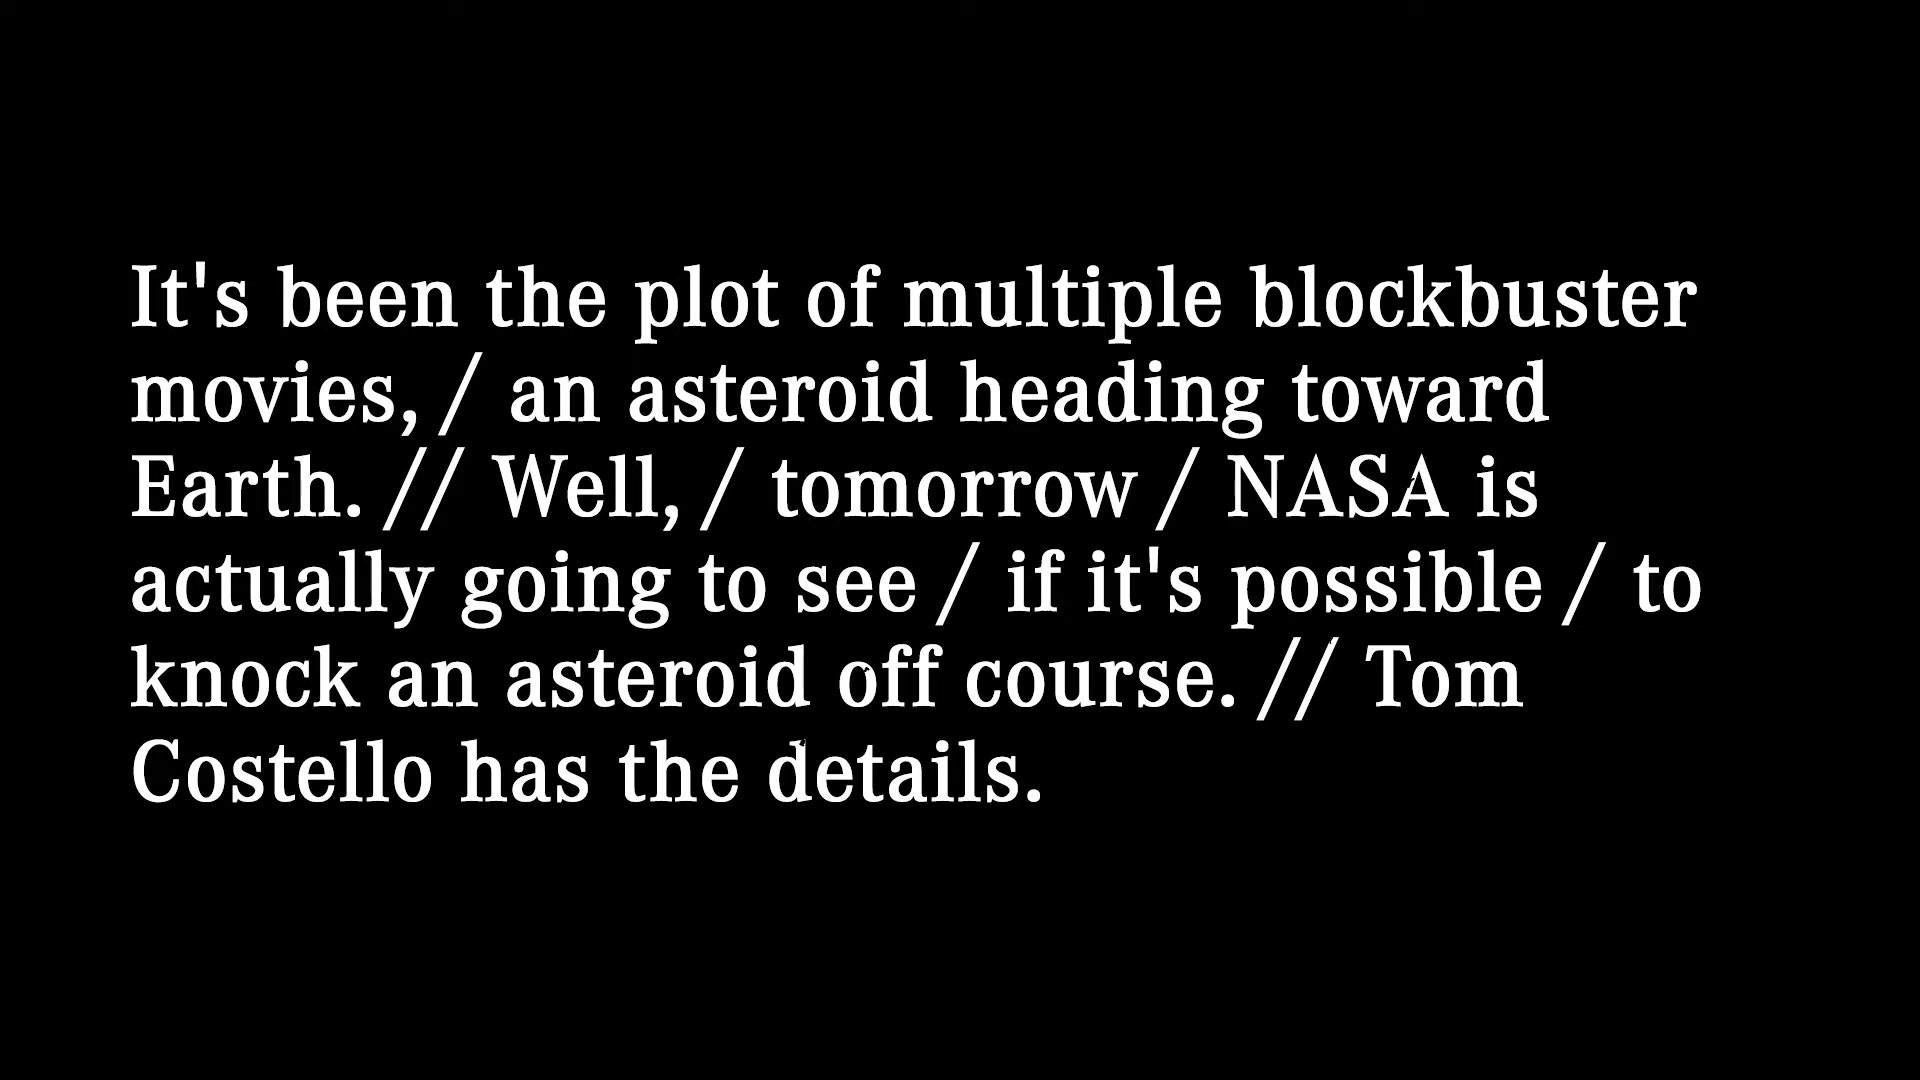 It's been the plot of multiple blockbuster
movies, / an asteroid heading toward
Earth. // Well, / tomorrow / NASA is
actually going to see / if it's possible / to
knock an asteroid off course. // Tom
Costello has the details.